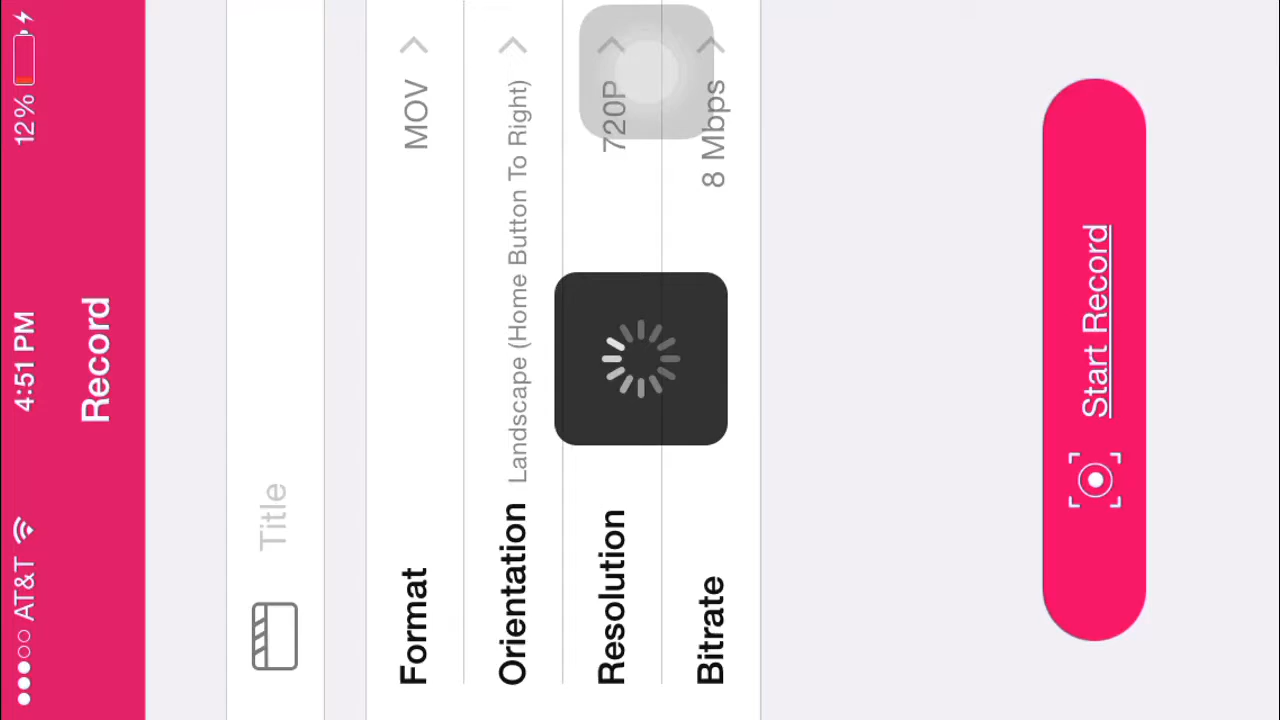 AT&T 4:51 PM 12%
Record
Title
Format MOV
Orientation Landscape (Home Button To Right)
Resolution 720P
Bitrate 8 Mbps
Start Record